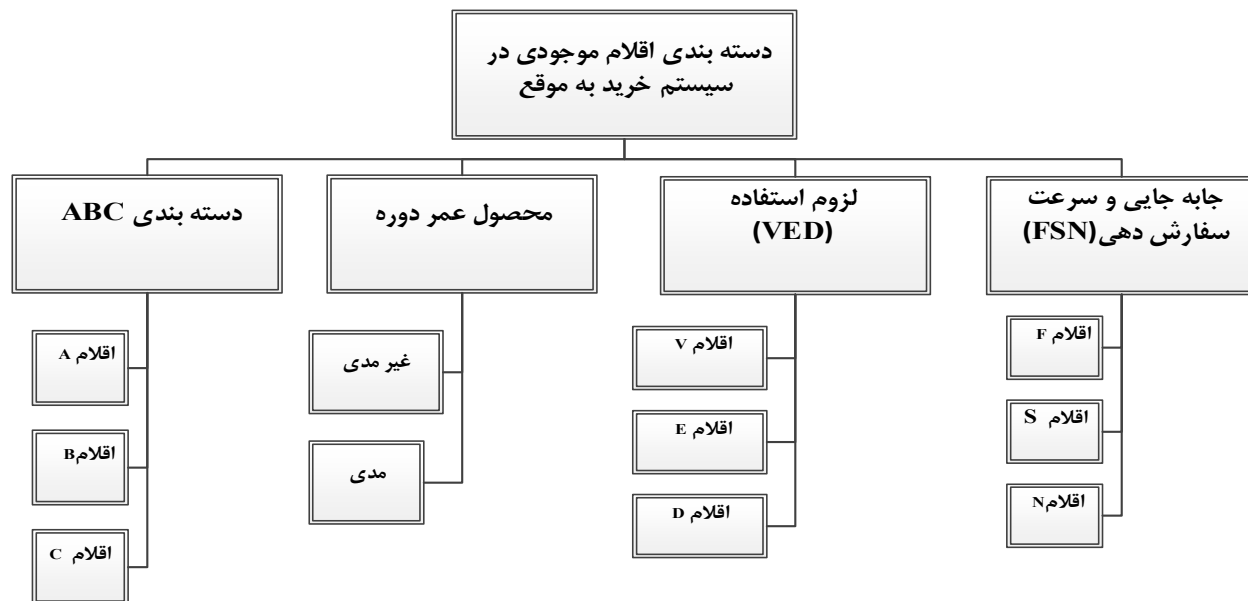 دسته بندی اقلام موجودی در
سیستم خرید به موقع
جابه جایی و سرعت
سفارش دهی(FSN)
لزوم استفاده
(VED)
محصول عمر دوره
دسته بندی ABC
اقلام F
اقلام S
اقلامN
اقلام V
اقلام E
اقلام D
غیر مدی
مدی
اقلام A
اقلامB
اقلام C